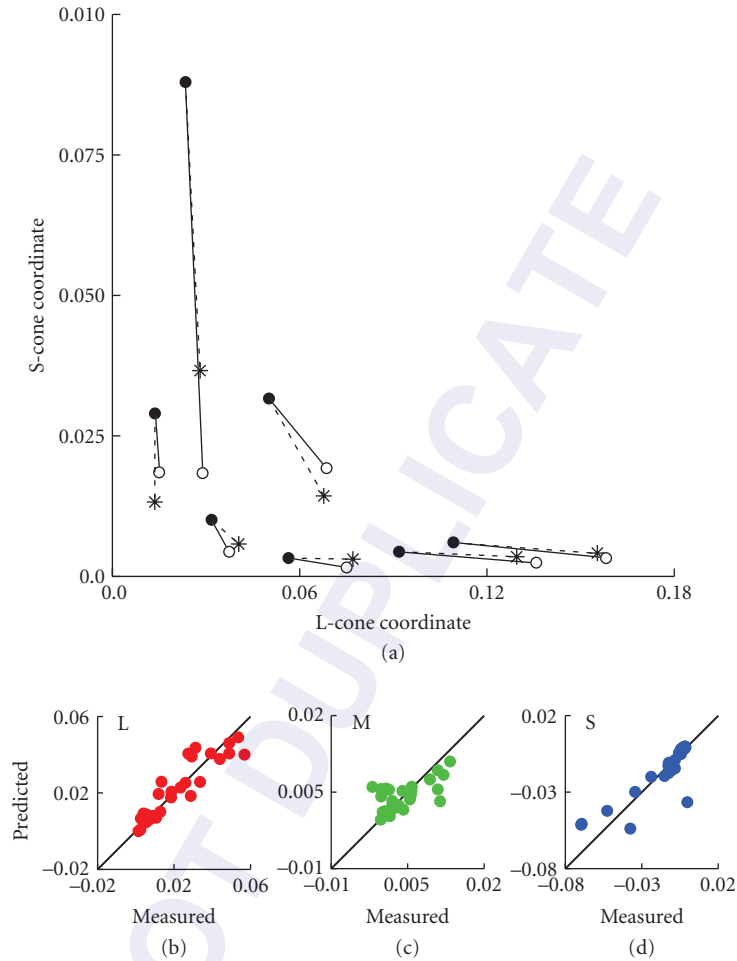 0.010
0.075
0.050
0.025
0.0
S-cone coordinate
0.0
0.06
0.12
0.18
L-cone coordinate
(a)
OT DUPLICATE
0.06
0.02
−0.02
Predicted
L
−0.02
0.02
0.06
Measured
(b)
0.02
0.005
−0.01
M
−0.01
0.005
0.02
Measured
(c)
0.02
−0.03
−0.08
S
−0.08
−0.03
0.02
Measured
(d)